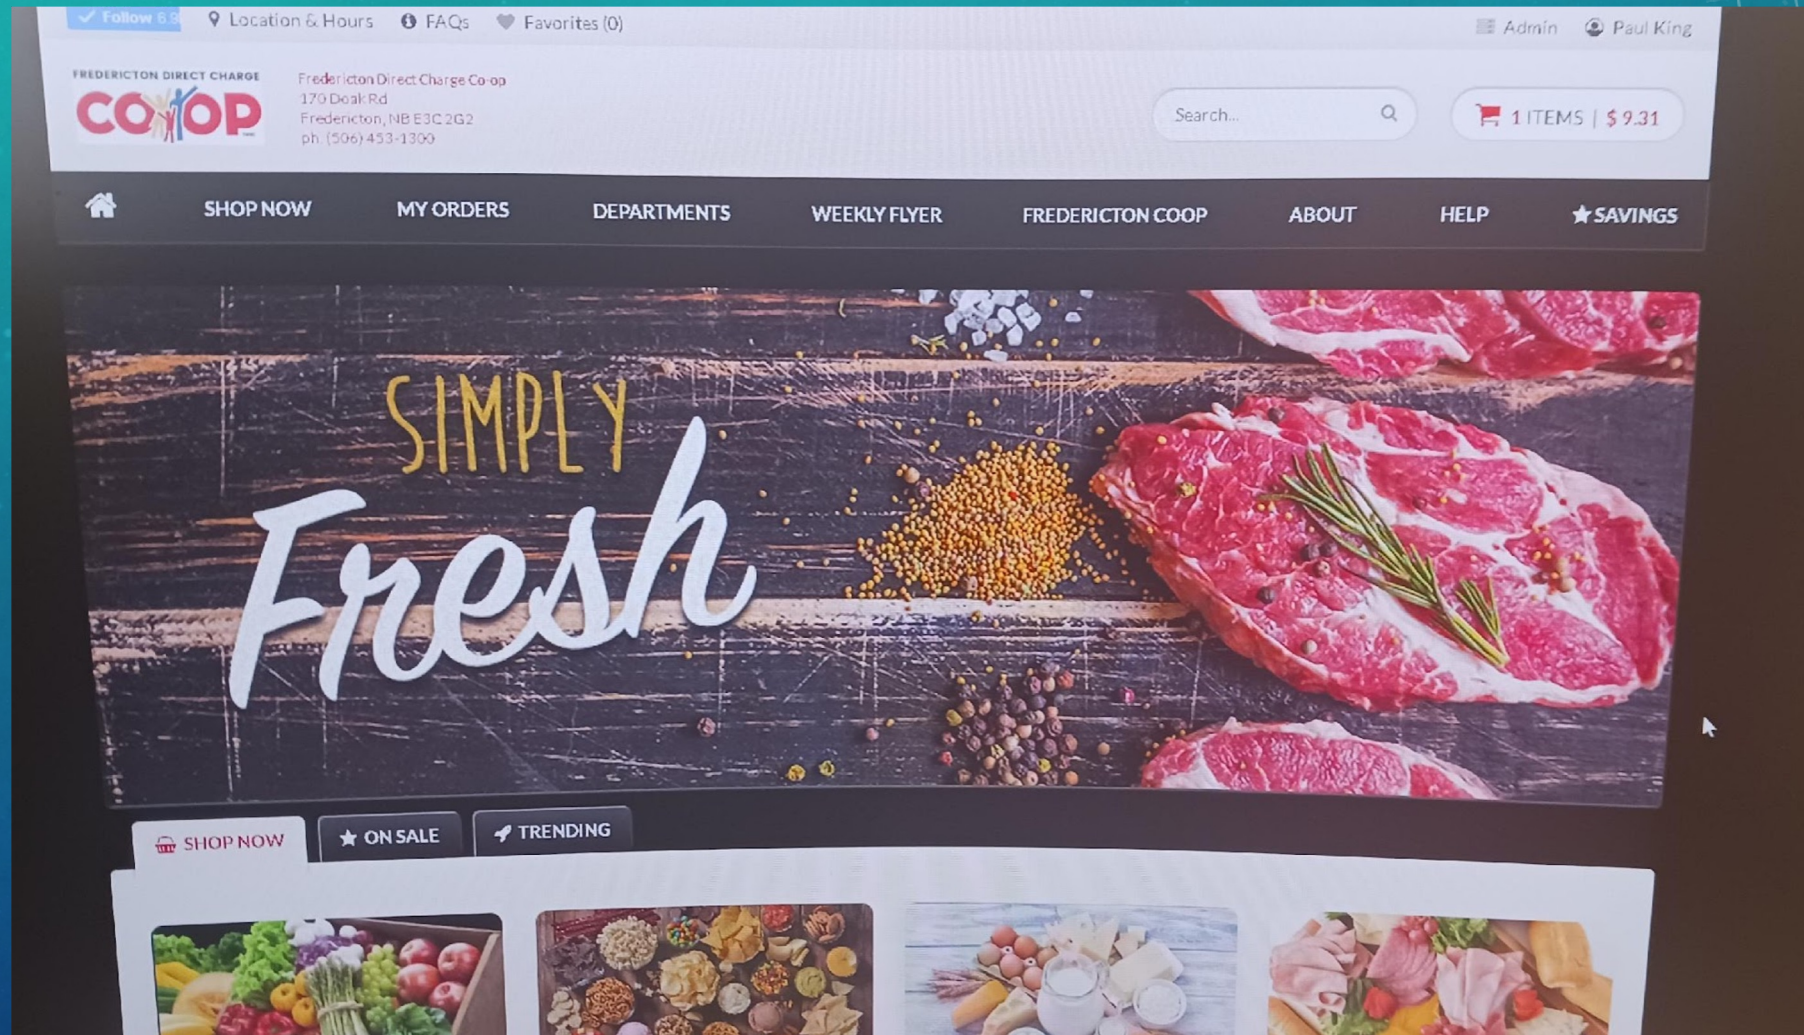 Follow
Location & Hours
FAQs
Favorites (0)
Admin
Paul King
FREDERICTON DIRECT CHARGE
CO OP
Fredericton Direct Charge Co-op
170 Doak Rd
Fredericton, NB E3C 2G2
ph. (506) 453-1300
Search...
1 ITEMS | $ 9.31
SHOP NOW
MY ORDERS
DEPARTMENTS
WEEKLY FLYER
FREDERICTON COOP
ABOUT
HELP
SAVINGS
SIMPLY
Fresh
SHOP NOW
ON SALE
TRENDING